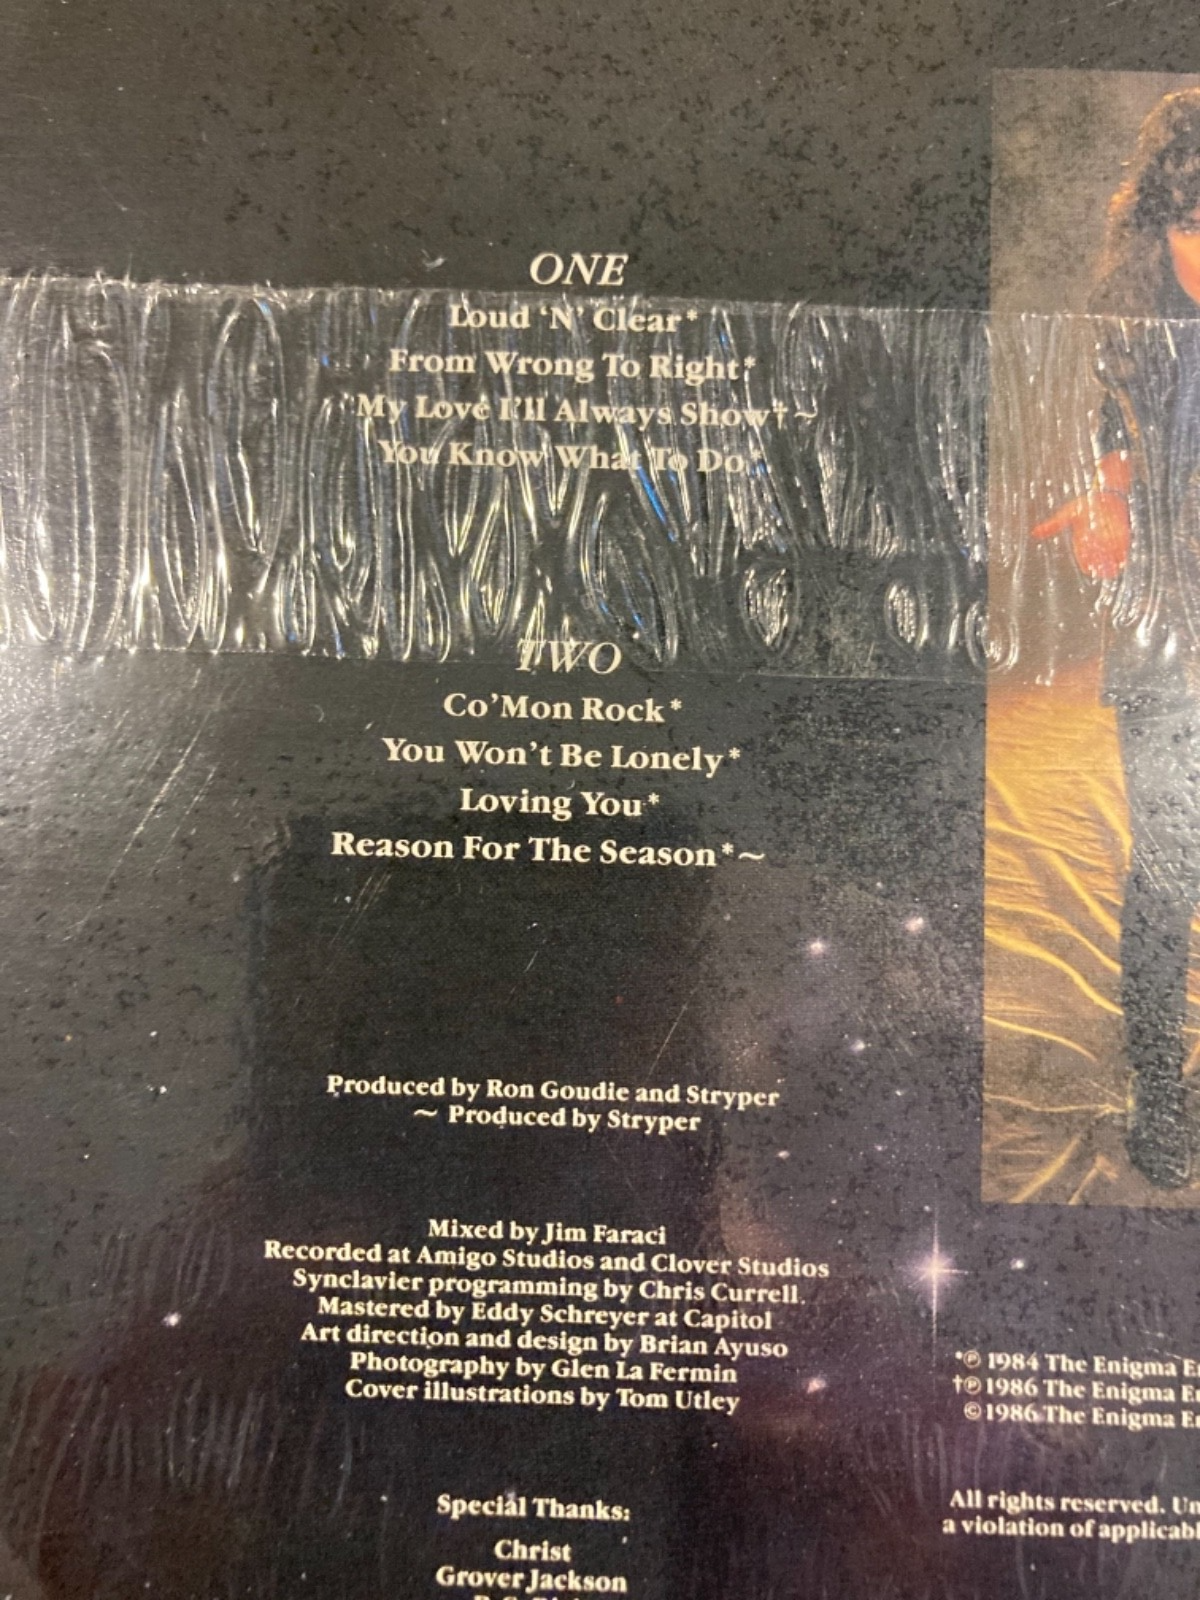 ONE
Loud ‘N’ Clear*
From Wrong To Right*
My Love I’ll Always Show†~
You Know What To Do*
TWO
Co’Mon Rock*
You Won’t Be Lonely*
Loving You*
Reason For The Season*~
Produced by Ron Goudie and Stryper
~ Produced by Stryper
Mixed by Jim Faraci
Recorded at Amigo Studios and Clover Studios
Synclavier programming by Chris Currell.
Mastered by Eddy Schreyer at Capitol
Art direction and design by Brian Ayuso
Photography by Glen La Fermin
Cover illustrations by Tom Utley
*℗ 1984 The Enigma
†℗ 1986 The Enigma
© 1986 The Enigma
Special Thanks:
Christ
Grover Jackson
All rights reserved.
a violation of